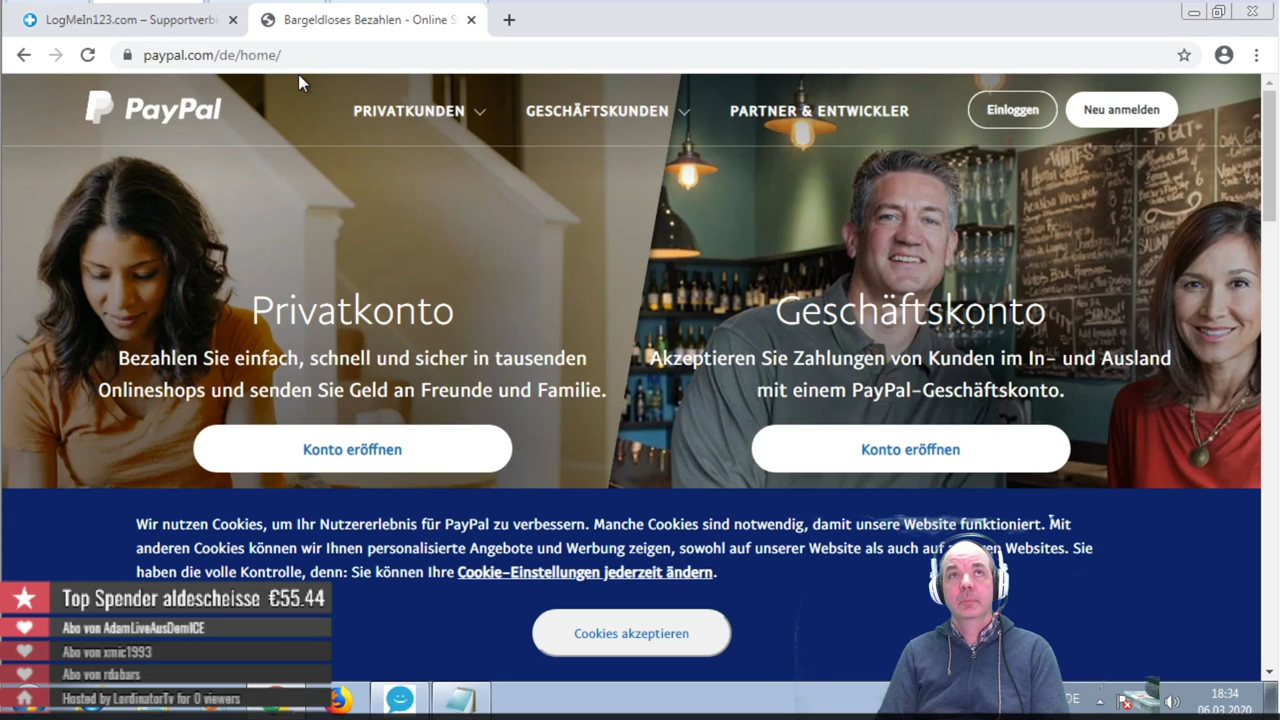 LogMeIn123.com – Supportverbi
Bargeldloses Bezahlen - Online S
paypal.com/de/home/
PayPal
PRIVATKUNDEN
GESCHÄFTSKUNDEN
PARTNER & ENTWICKLER
Einloggen
Neu anmelden
TO EAT
WHITES
Privatkonto
Bezahlen Sie einfach, schnell und sicher in tausenden
Onlineshops und senden Sie Geld an Freunde und Familie.
Konto eröffnen
Geschäftskonto
Akzeptieren Sie Zahlungen von Kunden im In- und Ausland
mit einem PayPal-Geschäftskonto.
Konto eröffnen
Wir nutzen Cookies, um Ihr Nutzererlebnis für PayPal zu verbessern. Manche Cookies sind notwendig, damit unsere Website funktioniert. Mit
anderen Cookies können wir Ihnen personalisierte Angebote und Werbung zeigen, sowohl auf unserer Website als auch auf Websites. Sie
haben die volle Kontrolle, denn: Sie können Ihre Cookie-Einstellungen jederzeit ändern.
Cookies akzeptieren
Top Spender aldescheisse €55.44
Abo von AdamLiveAusDemICE
Abo von xmic1993
Abo von rdabars
Hosted by LordinatorTv for 0 viewers
DE
18:34
06.03.2020